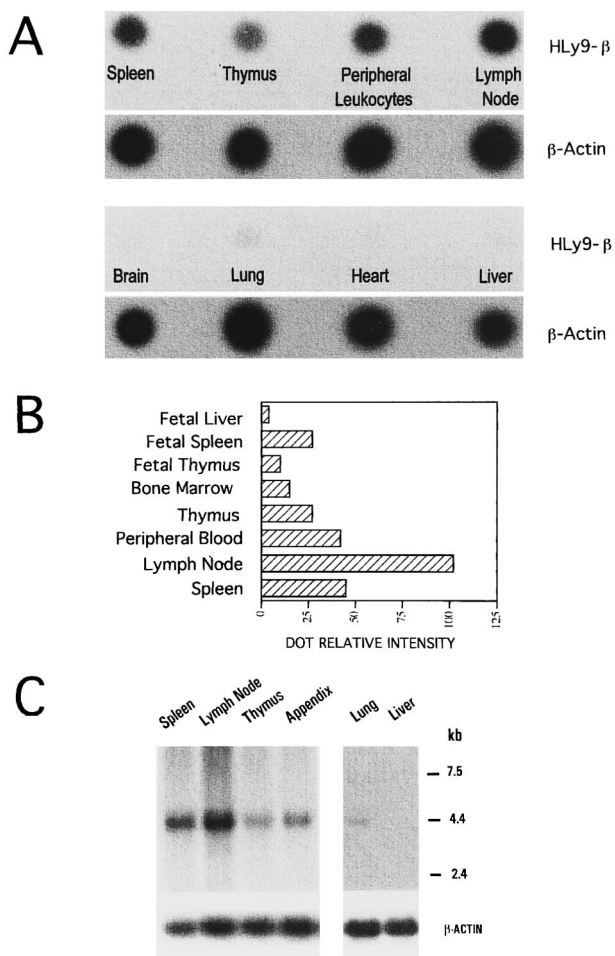 A
HLy9-β
Spleen Thymus Peripheral Leukocytes Lymph Node
β-Actin
HLy9-β
Brain Lung Heart Liver
β-Actin
B
Fetal Liver
Fetal Spleen
Fetal Thymus
Bone Marrow
Thymus
Peripheral Blood
Lymph Node
Spleen
0 25 50 75 100 125
DOT RELATIVE INTENSITY
C
Spleen Lymph Node Thymus Appendix Lung Liver
kb
7.5
4.4
2.4
β-ACTIN